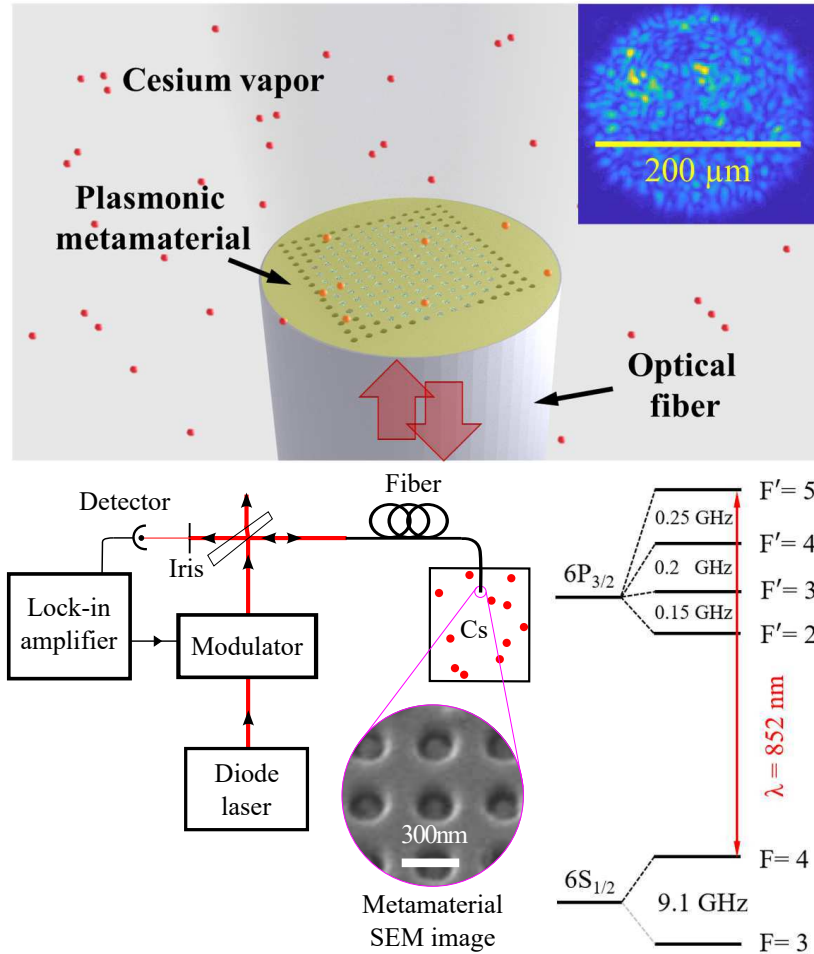 Cesium vapor
200 µm
Plasmonic
metamaterial
Optical
fiber
Detector
Fiber
Iris
Lock-in
amplifier
Modulator
Cs
Diode
laser
300nm
Metamaterial
SEM image
F′= 5
0.25 GHz
F′= 4
6P3/2
0.2 GHz
F′= 3
0.15 GHz
F′= 2
λ = 852 nm
F= 4
6S1/2
9.1 GHz
F= 3